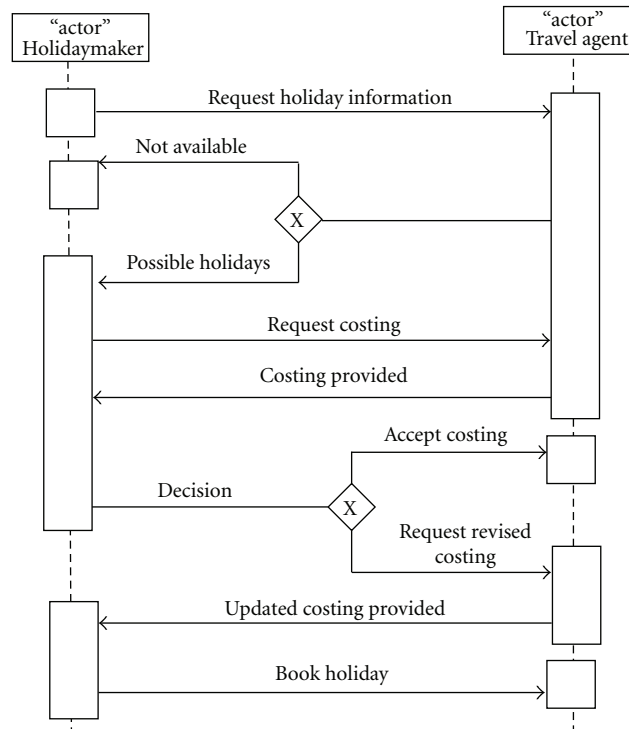 “actor”
Holidaymaker
“actor”
Travel agent
Request holiday information
Not available
X
Possible holidays
Request costing
Costing provided
Accept costing
Decision
X
Request revised
costing
Updated costing provided
Book holiday